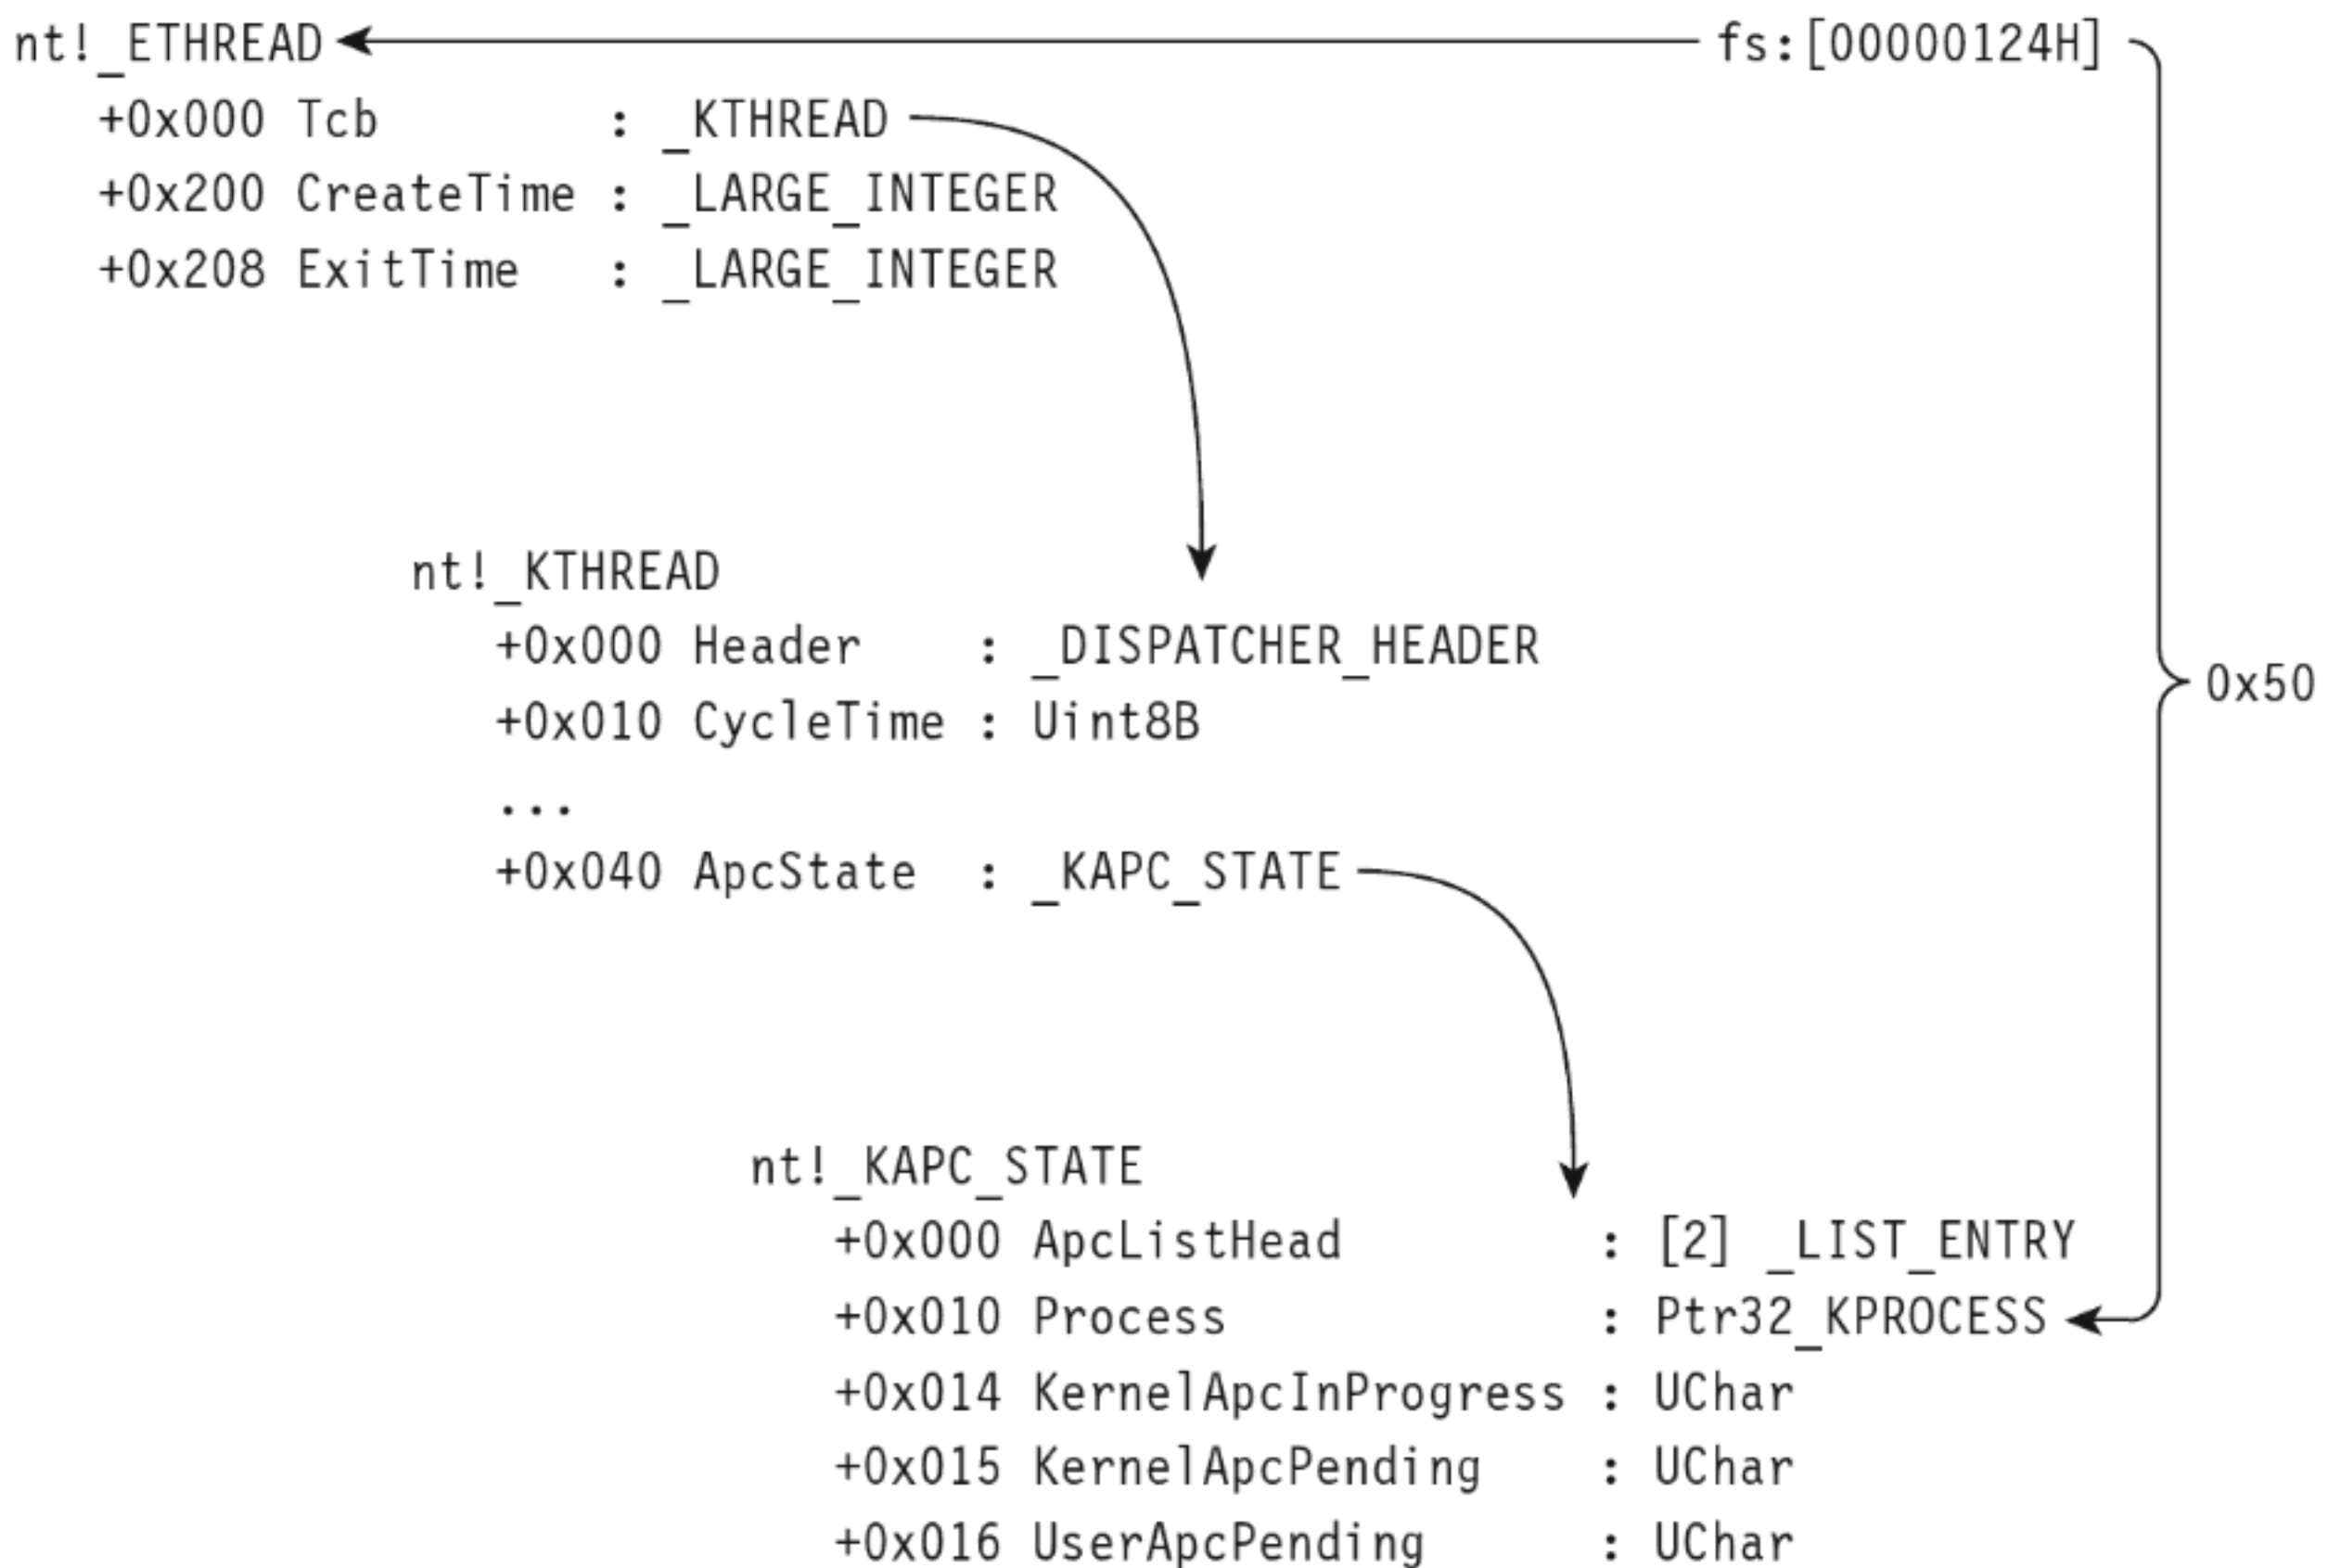 nt!_ETHREAD fs:[00000124H]
+0x000 Tcb : _KTHREAD
+0x200 CreateTime : _LARGE_INTEGER
+0x208 ExitTime : _LARGE_INTEGER
nt!_KTHREAD
+0x000 Header : _DISPATCHER_HEADER
0x50
+0x010 CycleTime : Uint8B
...
+0x040 ApcState : _KAPC_STATE
nt!_KAPC_STATE
+0x000 ApcListHead : [2] _LIST_ENTRY
+0x010 Process : Ptr32_KPROCESS
+0x014 KernelApcInProgress : UChar
+0x015 KernelApcPending : UChar
+0x016 UserApcPending : UChar